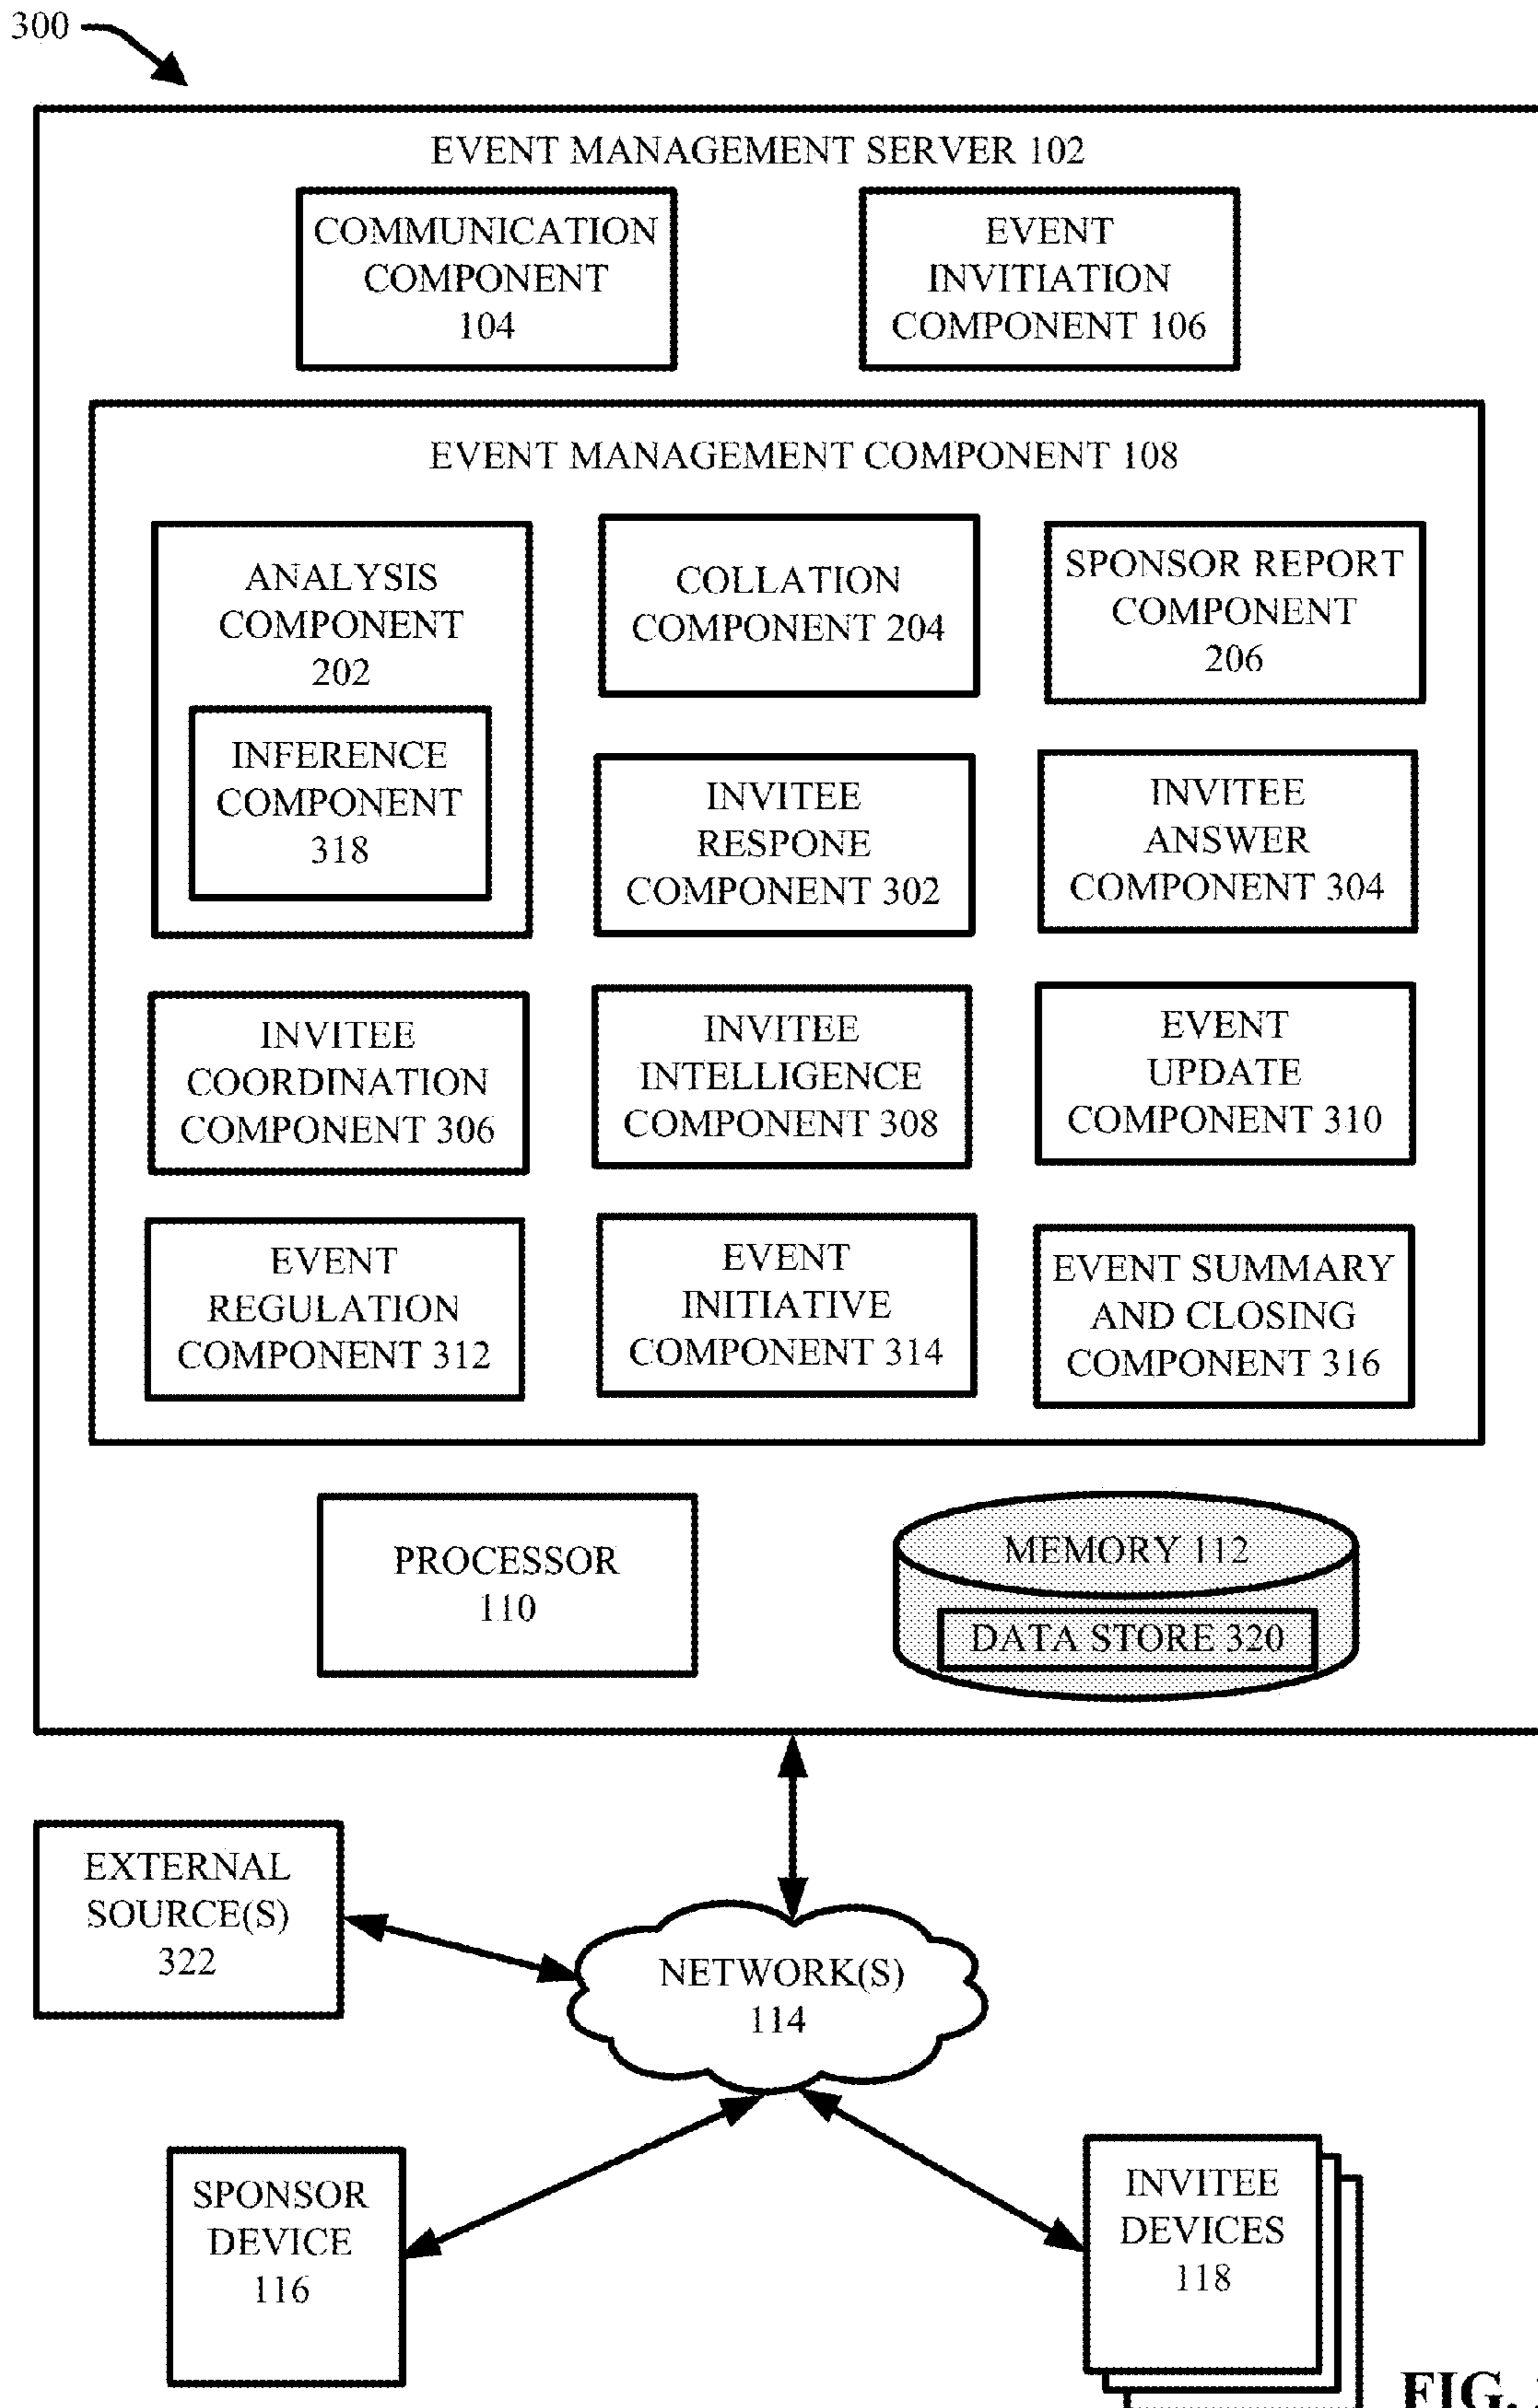 300
EVENT MANAGEMENT SERVER 102
COMMUNICATION
COMPONENT
104
EVENT
INVITIATION
COMPONENT 106
EVENT MANAGEMENT COMPONENT 108
ANALYSIS
COMPONENT
202
INFERENCE
COMPONENT
318
COLLATION
COMPONENT 204
SPONSOR REPORT
COMPONENT
206
INVITEE
RESPONE
COMPONENT 302
INVITEE
ANSWER
COMPONENT 304
INVITEE
COORDINATION
COMPONENT 306
INVITEE
INTELLIGENCE
COMPONENT 308
EVENT
UPDATE
COMPONENT 310
EVENT
REGULATION
COMPONENT 312
EVENT
INITIATIVE
COMPONENT 314
EVENT SUMMARY
AND CLOSING
COMPONENT 316
PROCESSOR
110
MEMORY 112
DATA STORE 320
EXTERNAL
SOURCE(S)
322
NETWORK(S)
114
SPONSOR
DEVICE
116
INVITEE
DEVICES
118
FIG.